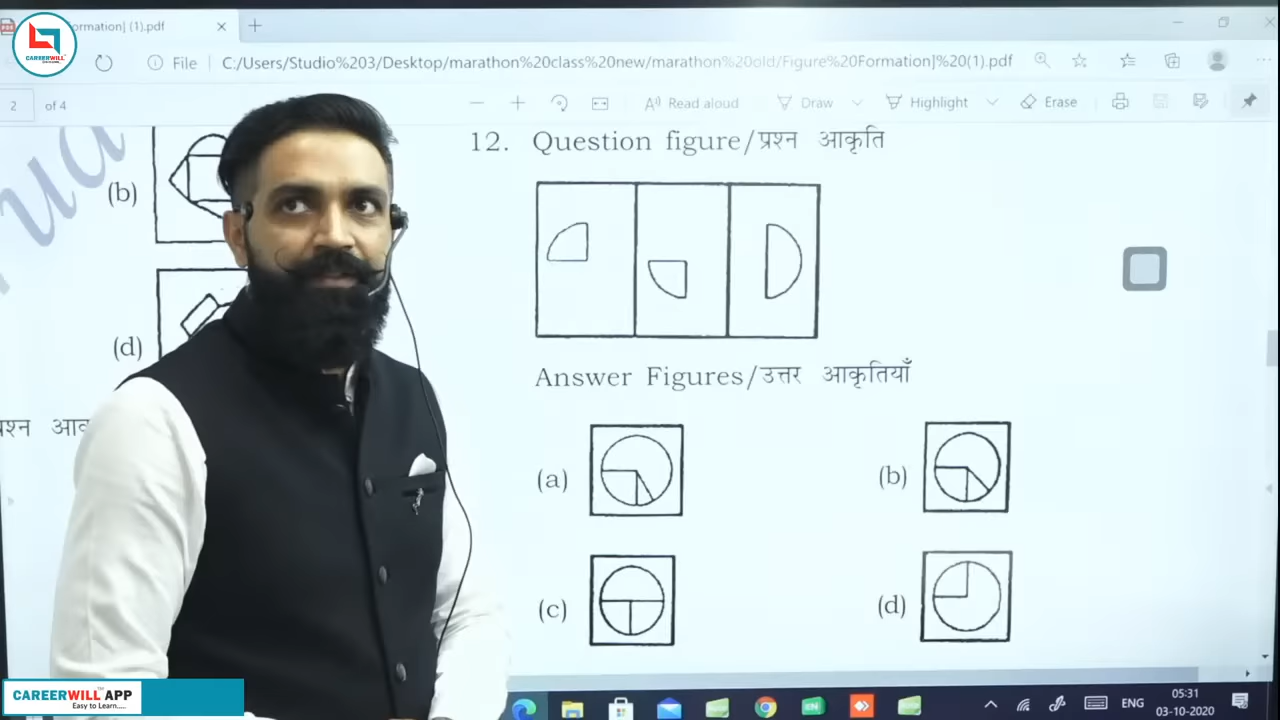 ormation] (1).pdf
CAREERWILL
File C:/Users/Studio%203/Desktop/marathon%20class%20new/marathon%20old/Figure%20Formation]%20(1).pdf
2 of 4
Read aloud Draw Highlight Erase
(b)
(d)
प्रश्न आकृ
12. Question figure/प्रश्न आकृति
Answer Figures/उत्तर आकृतियाँ
(a) (b)
(c) (d)
CAREERWILL APP
Easy to Learn.....
ENG
05:31
03-10-2020